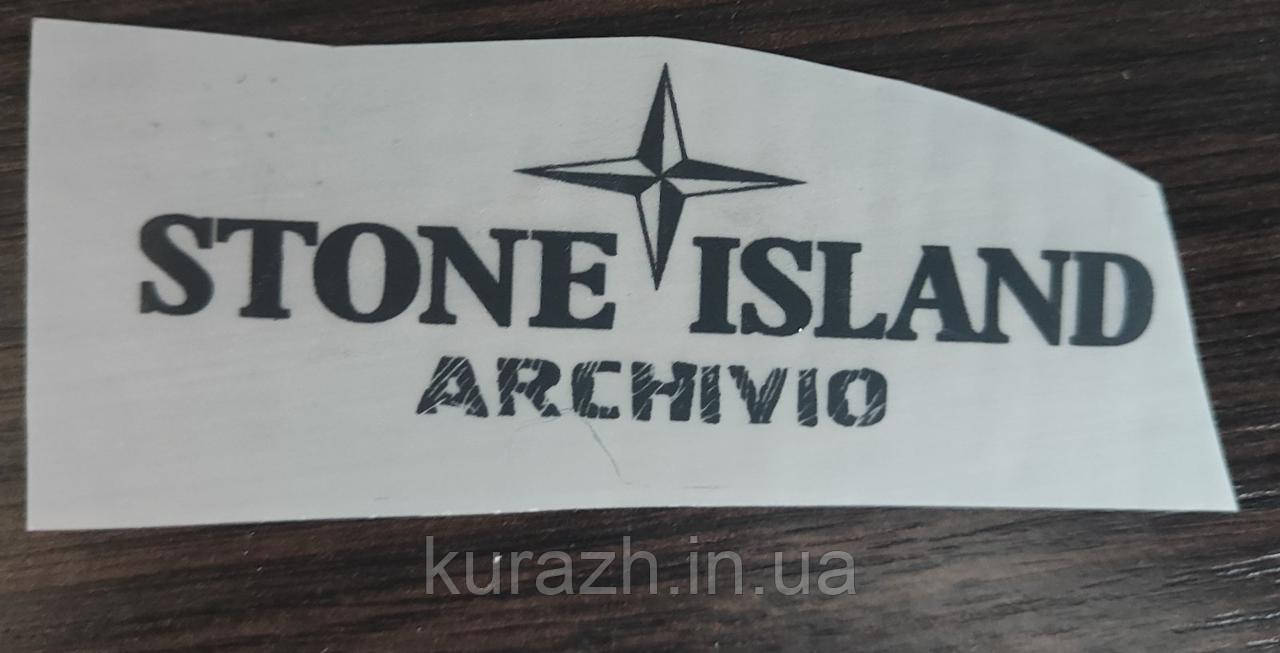 STONE ISLAND
ARCHIVIO
kurazh.in.ua